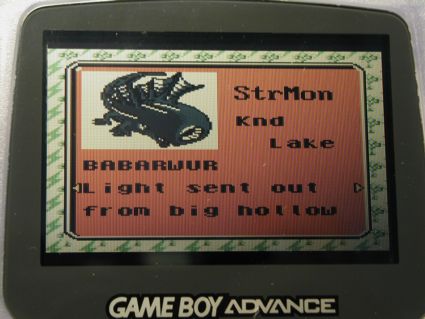 StrMon
Knd
Lake
BABARWUR
Light sent out
from big hollow
GAME BOY ADVANCE